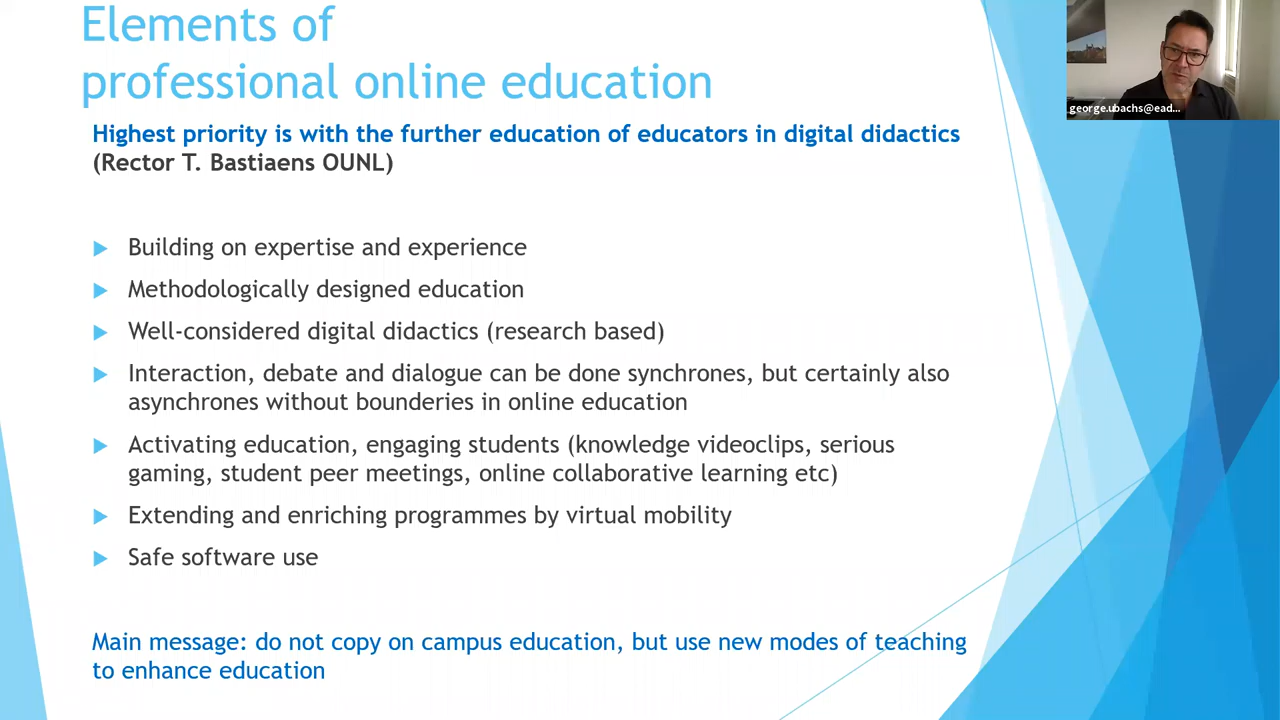 Elements of
professional online education
george.ubachs@ead...
Highest priority is with the further education of educators in digital didactics
(Rector T. Bastiaens OUNL)
Building on expertise and experience
Methodologically designed education
Well-considered digital didactics (research based)
Interaction, debate and dialogue can be done synchrones, but certainly also
asynchrones without bounderies in online education
Activating education, engaging students (knowledge videoclips, serious
gaming, student peer meetings, online collaborative learning etc)
Extending and enriching programmes by virtual mobility
Safe software use
Main message: do not copy on campus education, but use new modes of teaching
to enhance education